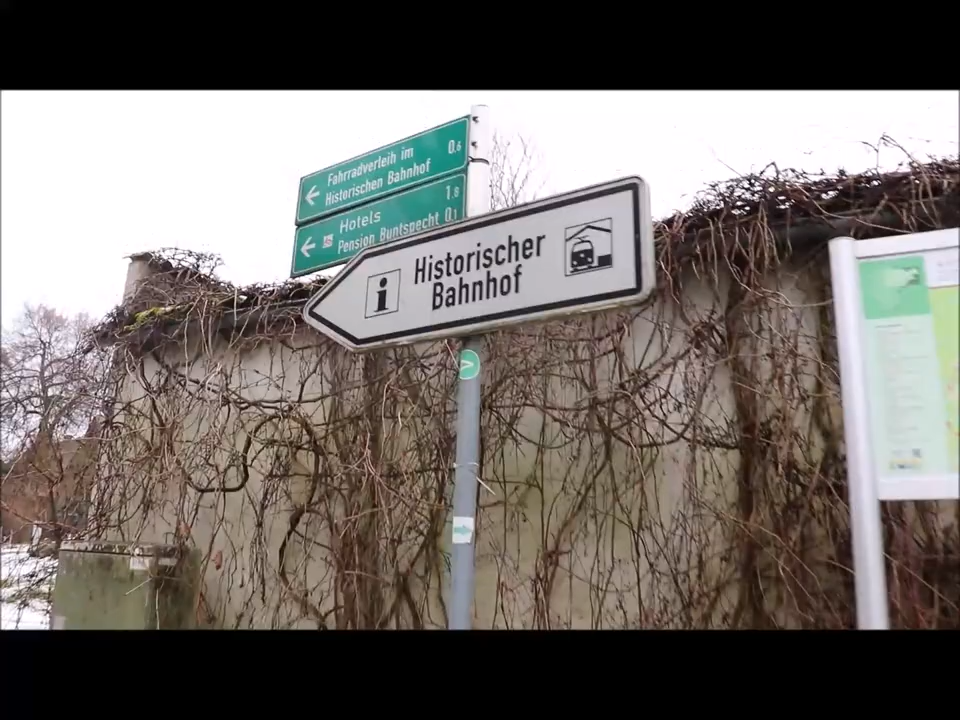 Fahrradverleih im 0.6
Historischen Bahnhof
Hotels 1.8
Pension Buntspecht 0.1
i
Historischer
Bahnhof